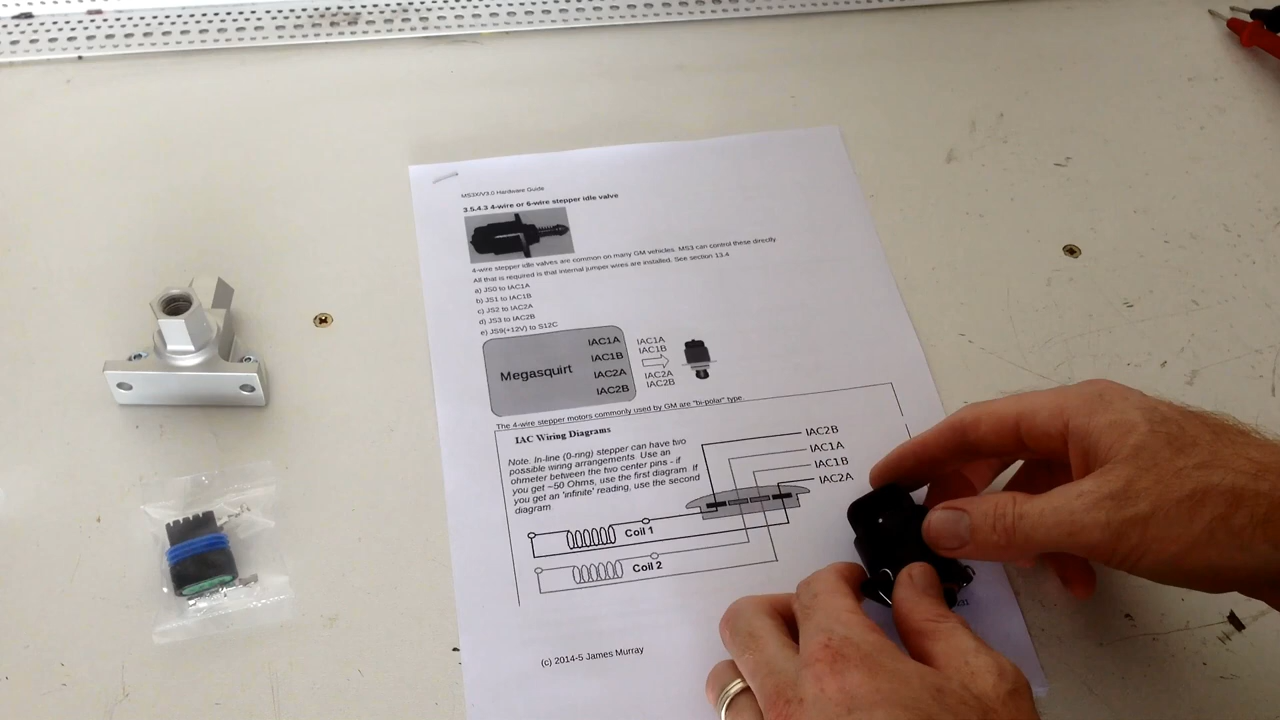 MS3X/V3.0 Hardware Guide
3.5.4.3 4-wire or 6-wire stepper idle valve
4-wire stepper idle valves are common on many GM vehicles. MS3 can control these directly
All that is required is that internal jumper wires are installed. See section 13.4
a) JS0 to IAC1A
b) JS1 to IAC1B
c) JS2 to IAC2A
d) JS3 to IAC2B
e) JS9(+12V) to S12C
Megasquirt
IAC1A
IAC1B
IAC2A
IAC2B
IAC1A
IAC1B
IAC2A
IAC2B
The 4-wire stepper motors commonly used by GM are "bi-polar" type.
IAC Wiring Diagrams
Note. In-line (0-ring) stepper can have two
possible wiring arrangements. Use an
ohmeter between the two center pins - if
you get ~50 Ohms, use the first diagram. If
you get an 'infinite' reading, use the second
diagram
IAC2B
IAC1A
IAC1B
IAC2A
Coil 1
Coil 2
(c) 2014-5 James Murray